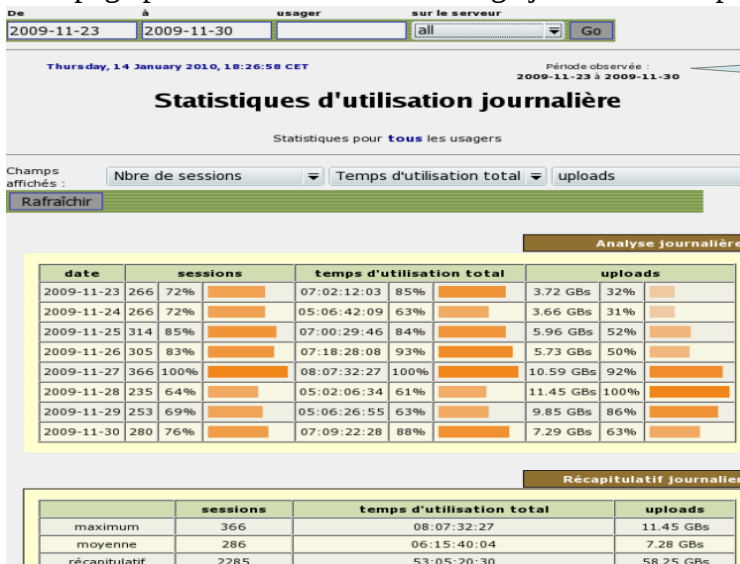 De à usager sur le serveur
2009-11-23 2009-11-30 all Go
Thursday, 14 January 2010, 18:26:58 CET
Période observée :
2009-11-23 à 2009-11-30
Statistiques d'utilisation journalière
Statistiques pour tous les usagers
Champs affichés : Nbre de sessions Temps d'utilisation total uploads
Rafraîchir
Analyse journalière
date sessions temps d'utilisation total uploads
2009-11-23 266 72% 07:02:12:03 85% 3.72 GBs 32%
2009-11-24 266 72% 05:06:42:09 63% 3.66 GBs 31%
2009-11-25 314 85% 07:00:29:46 84% 5.96 GBs 52%
2009-11-26 305 83% 07:18:28:08 93% 5.73 GBs 50%
2009-11-27 366 100% 08:07:32:27 100% 10.59 GBs 92%
2009-11-28 235 64% 05:02:06:34 61% 11.45 GBs 100%
2009-11-29 253 69% 05:06:26:55 63% 9.85 GBs 86%
2009-11-30 280 76% 07:09:22:28 88% 7.29 GBs 63%
Récapitulatif journalier
sessions temps d'utilisation total uploads
maximum 366 08:07:32:27 11.45 GBs
moyenne 286 06:15:40:04 7.28 GBs
récapitulatif 2285 53:05:20:30 58.25 GBs